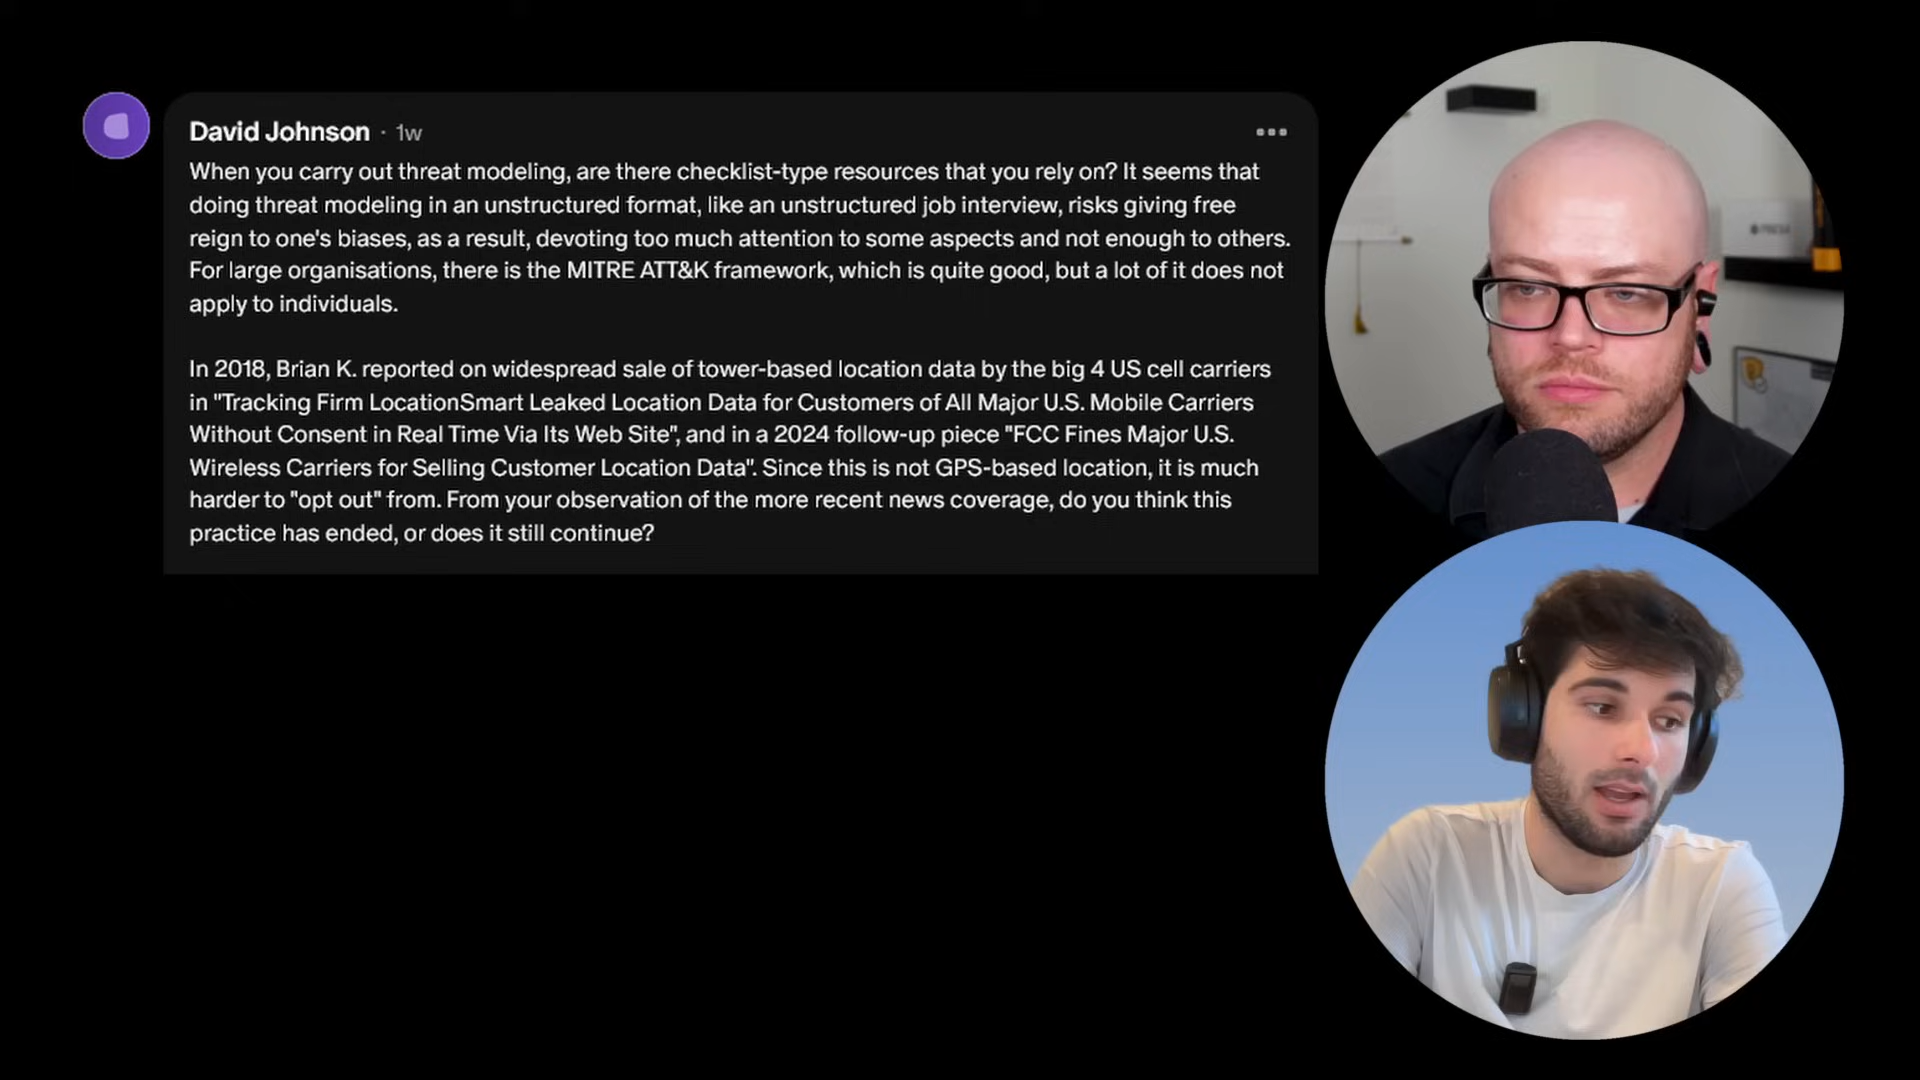 David Johnson · 1w
When you carry out threat modeling, are there checklist-type resources that you rely on? It seems that
doing threat modeling in an unstructured format, like an unstructured job interview, risks giving free
reign to one's biases, as a result, devoting too much attention to some aspects and not enough to others.
For large organisations, there is the MITRE ATT&K framework, which is quite good, but a lot of it does not
apply to individuals.
In 2018, Brian K. reported on widespread sale of tower-based location data by the big 4 US cell carriers
in "Tracking Firm LocationSmart Leaked Location Data for Customers of All Major U.S. Mobile Carriers
Without Consent in Real Time Via Its Web Site", and in a 2024 follow-up piece "FCC Fines Major U.S.
Wireless Carriers for Selling Customer Location Data". Since this is not GPS-based location, it is much
harder to "opt out" from. From your observation of the more recent news coverage, do you think this
practice has ended, or does it still continue?